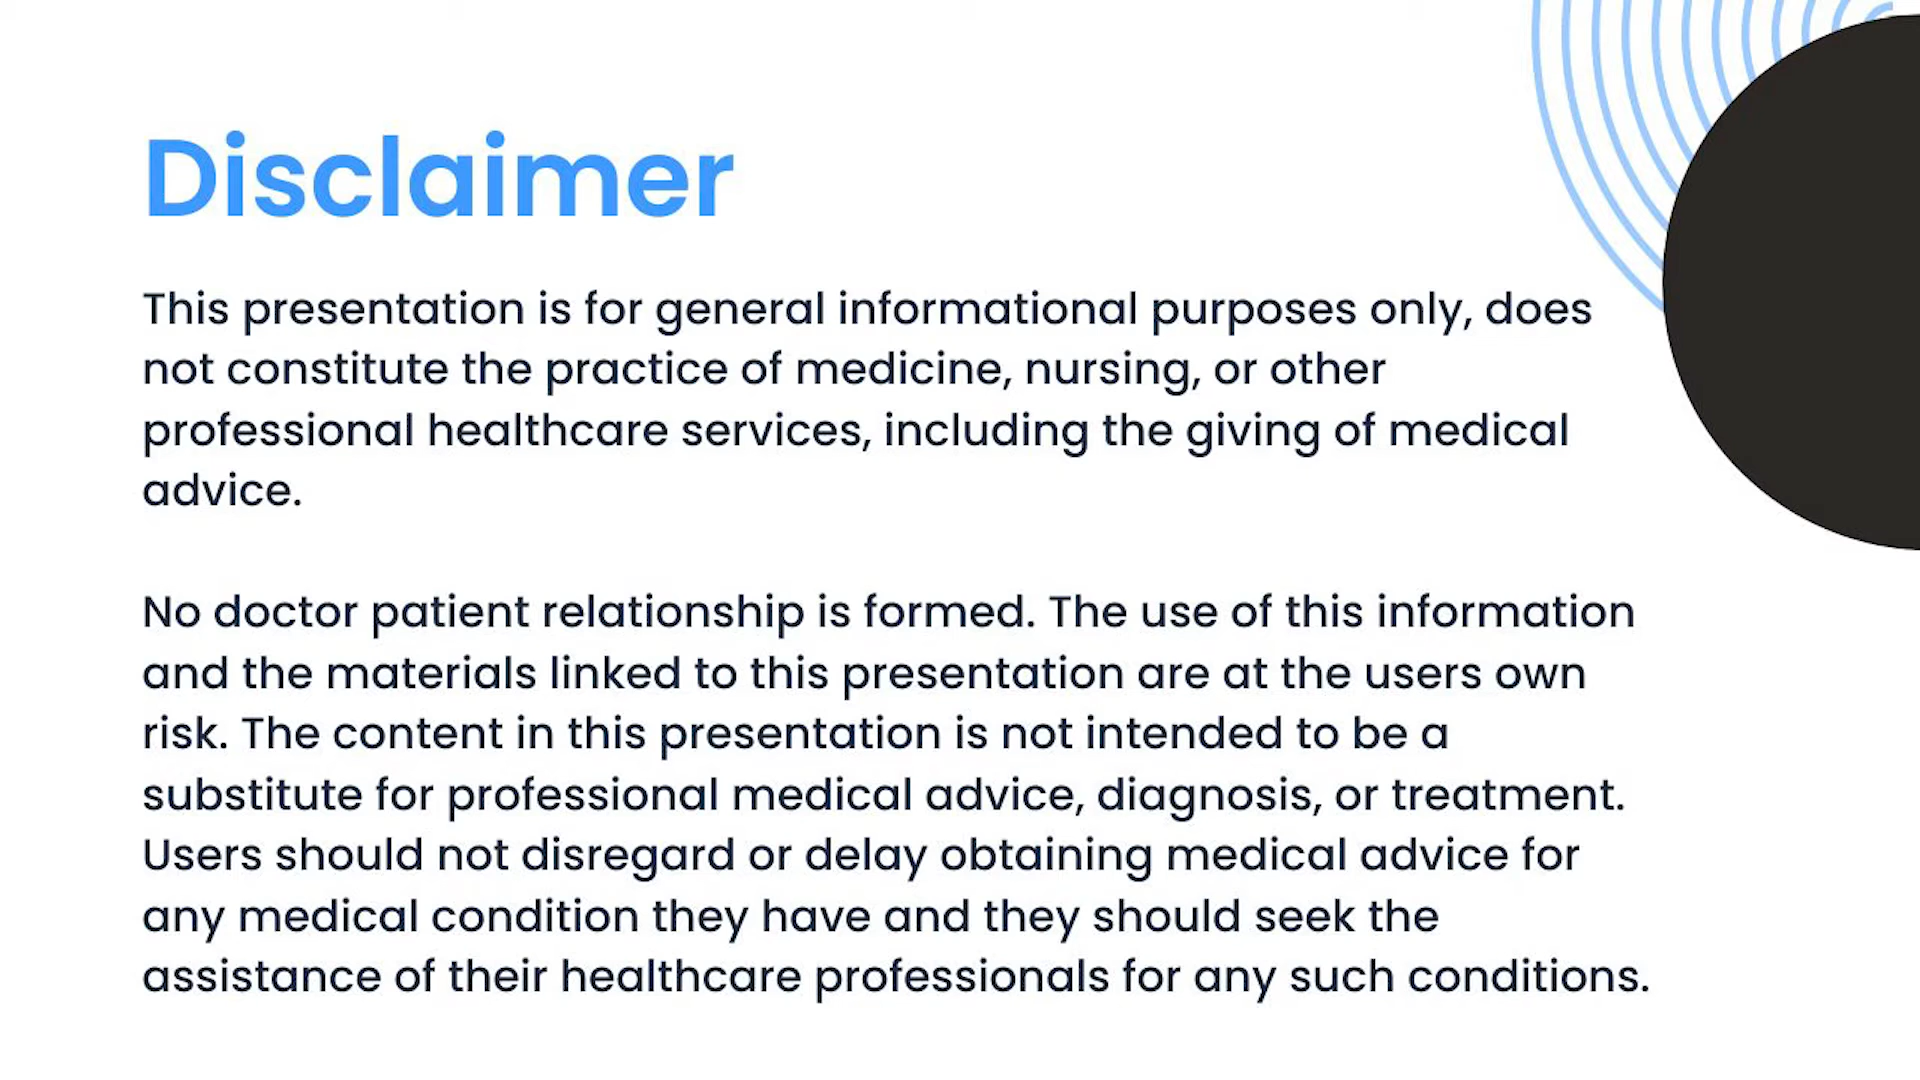 Disclaimer
This presentation is for general informational purposes only, does
not constitute the practice of medicine, nursing, or other
professional healthcare services, including the giving of medical
advice.
No doctor patient relationship is formed. The use of this information
and the materials linked to this presentation are at the users own
risk. The content in this presentation is not intended to be a
substitute for professional medical advice, diagnosis, or treatment.
Users should not disregard or delay obtaining medical advice for
any medical condition they have and they should seek the
assistance of their healthcare professionals for any such conditions.